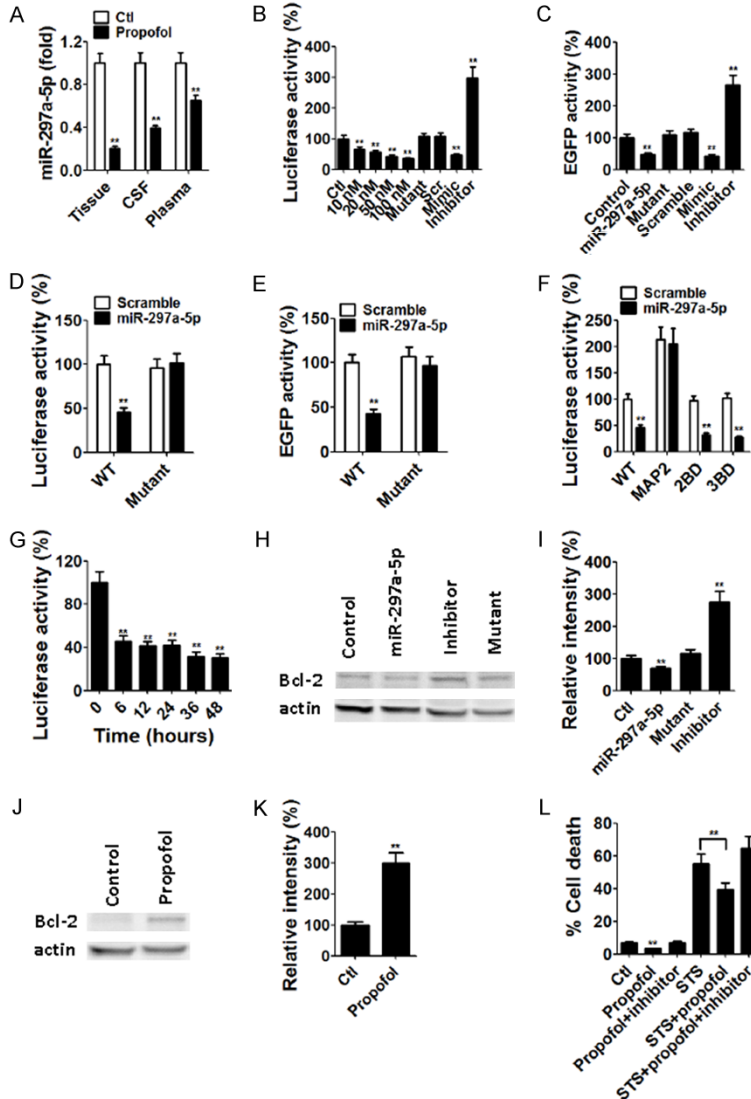 A
Ctl
Propofol
miR-297a-5p (fold)
1.2
0.8
0.4
0.0
**
**
**
Tissue
CSF
Plasma
B
Luciferase activity (%)
400
300
200
100
0
**
**
**
**
**
**
Ctl
10 nM
20 nM
50 nM
100 nM
Mutant
Scr
Mimic
Inhibitor
C
EGFP activity (%)
400
300
200
100
0
**
**
**
Control
miR-297a-5p
Mutant
Scramble
Mimic
Inhibitor
D
Scramble
miR-297a-5p
Luciferase activity (%)
150
100
50
0
**
WT
Mutant
E
Scramble
miR-297a-5p
EGFP activity (%)
150
100
50
0
**
WT
Mutant
F
Scramble
miR-297a-5p
Luciferase activity (%)
250
200
150
100
50
0
**
**
**
WT
MAP2
2BD
3BD
G
Luciferase activity (%)
120
80
40
0
**
**
**
**
**
0
6
12
24
36
48
Time (hours)
H
Control
miR-297a-5p
Inhibitor
Mutant
Bcl-2
actin
I
Relative intensity (%)
400
300
200
100
0
**
**
Ctl
miR-297a-5p
Mutant
Inhibitor
J
Control
Propofol
Bcl-2
actin
K
Relative intensity (%)
400
300
200
100
0
**
Ctl
Propofol
L
% Cell death
80
60
40
20
0
**
**
Ctl
Propofol
Propofol+inhibitor
STS
STS+propofol
STS+propofol+inhibitor